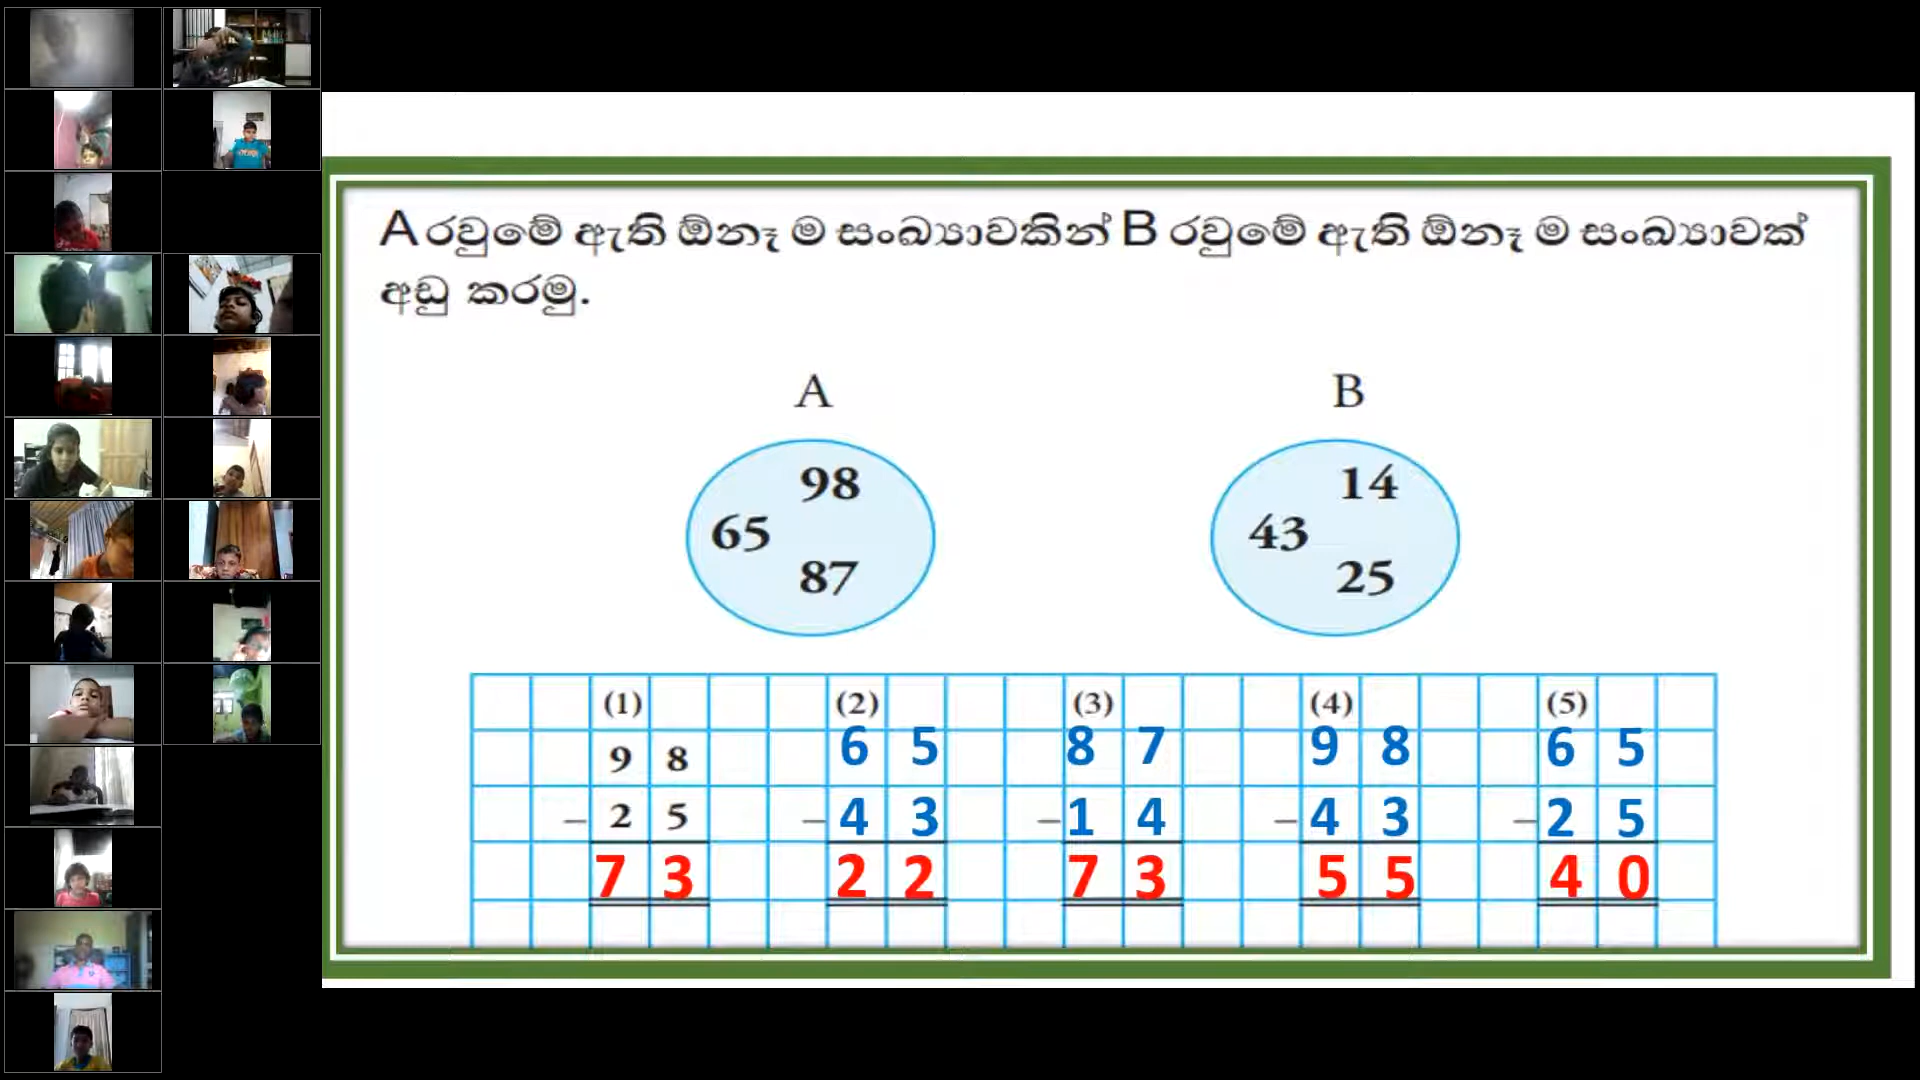 A රවුමේ ඇති ඕනෑ ම සංඛ්‍යාවකින් B රවුමේ ඇති ඕනෑ ම සංඛ්‍යාවක්
අඩු කරමු.
A B
98 14
65 43
87 25
(1) (2) (3) (4) (5)
9 8 6 5 8 7 9 8 6 5
– 2 5 – 4 3 – 1 4 – 4 3 – 2 5
7 3 2 2 7 3 5 5 4 0